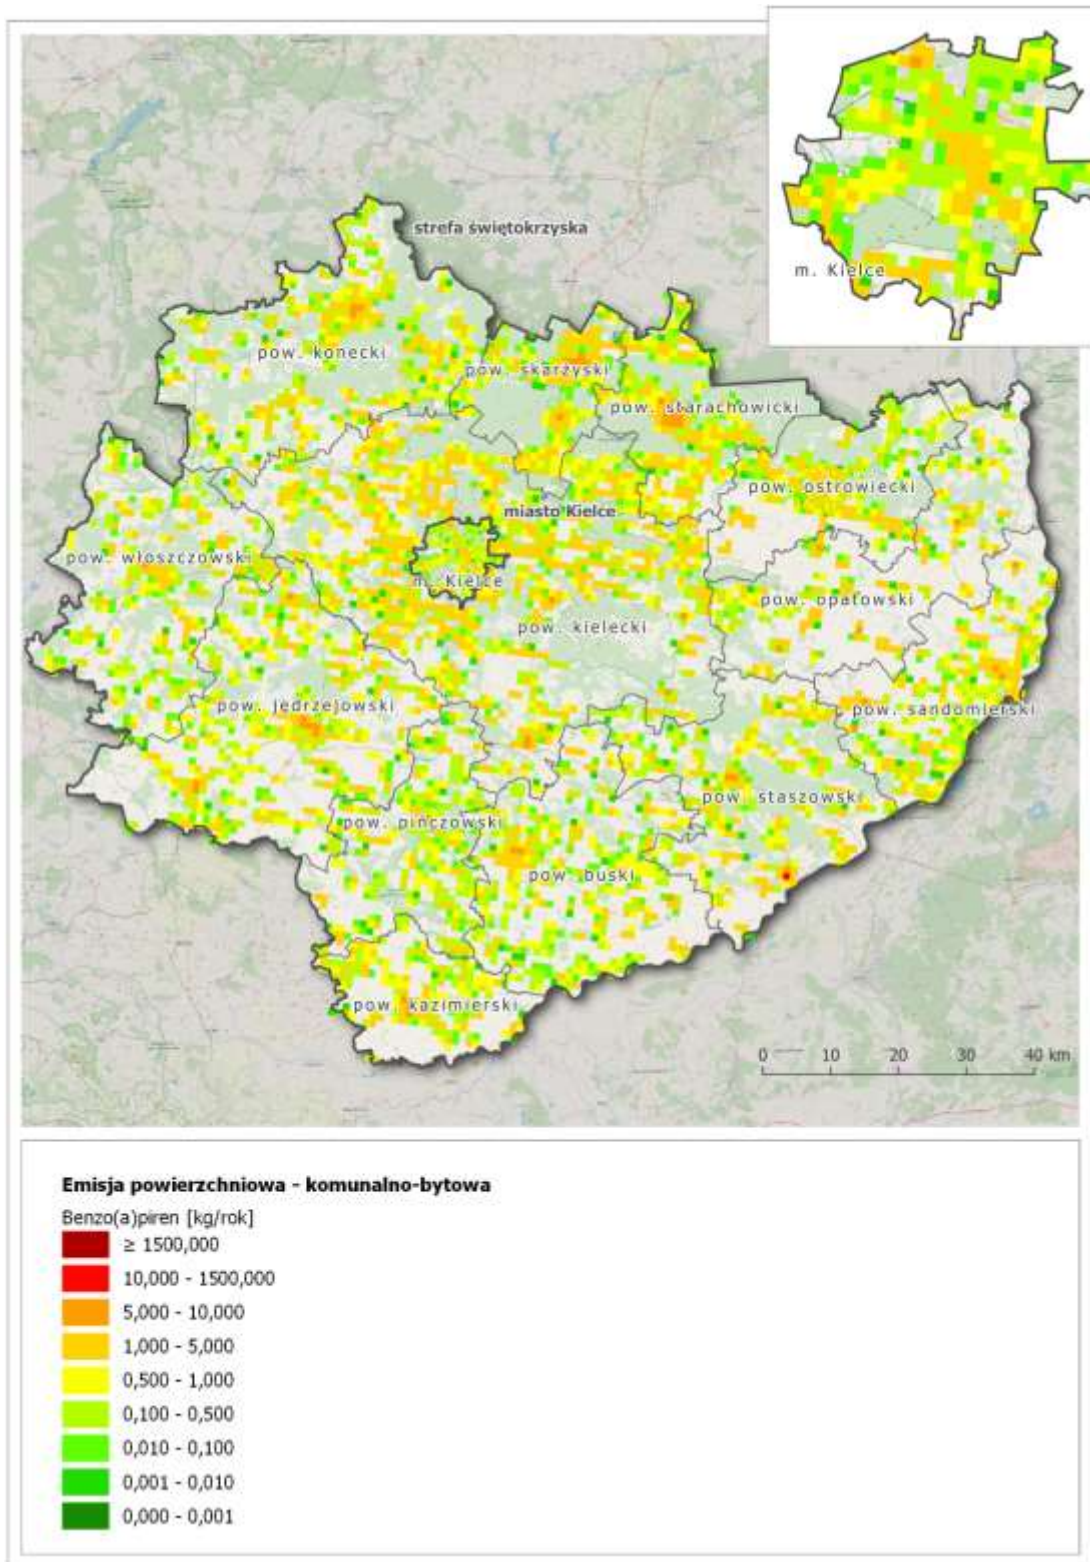 m. Kielce
strefa świętokrzyska
pow. konecki
pow. skarżyski
pow. starachowicki
pow. ostrowiecki
miasto Kielce
pow. włoszczowski
m. Kielce
pow. opatowski
pow. kielecki
pow. jędrzejowski
pow. sandomierski
pow. staszowski
pow. pińczowski
pow. buski
pow. kazimierski
0 10 20 30 40 km
Emisja powierzchniowa - komunalno-bytowa
Benzo(a)piren [kg/rok]
≥ 1500,000
10,000 - 1500,000
5,000 - 10,000
1,000 - 5,000
0,500 - 1,000
0,100 - 0,500
0,010 - 0,100
0,001 - 0,010
0,000 - 0,001